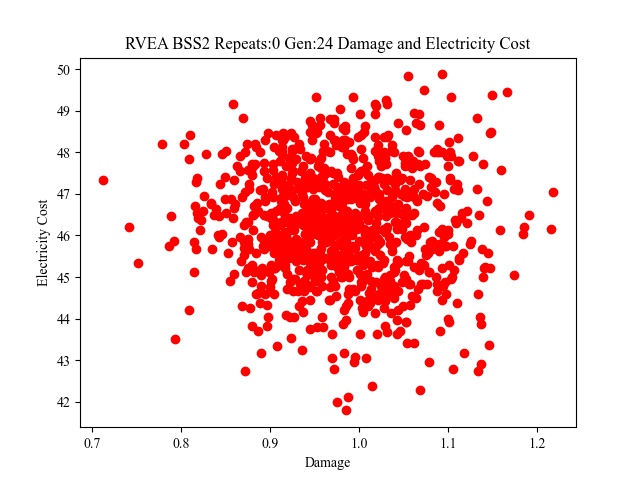 RVEA BSS2 Repeats:0 Gen:24 Damage and Electricity Cost
50
49
48
47
46
45
44
43
42
Electricity Cost
0.7 0.8 0.9 1.0 1.1 1.2
Damage